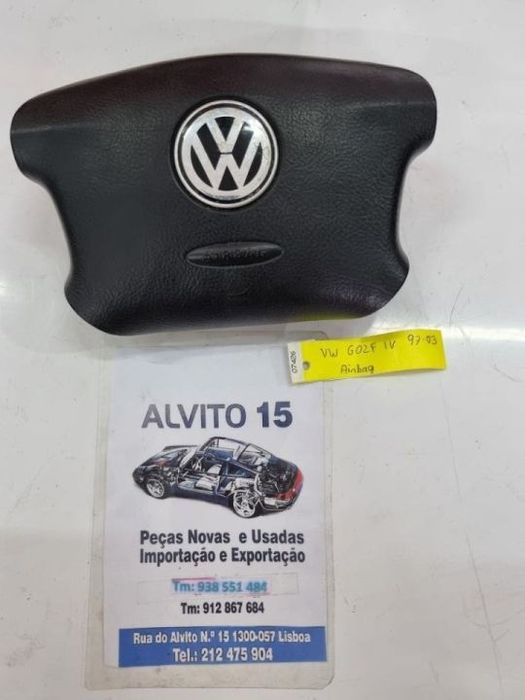 07426
VW GOLF IV 97-03
Airbag
ALVITO 15
Peças Novas e Usadas
Importação e Exportação
Tm: 938 551 484
Tm: 912 867 684
Rua do Alvito N.º 15 1300-057 Lisboa
Tel.: 212 475 904